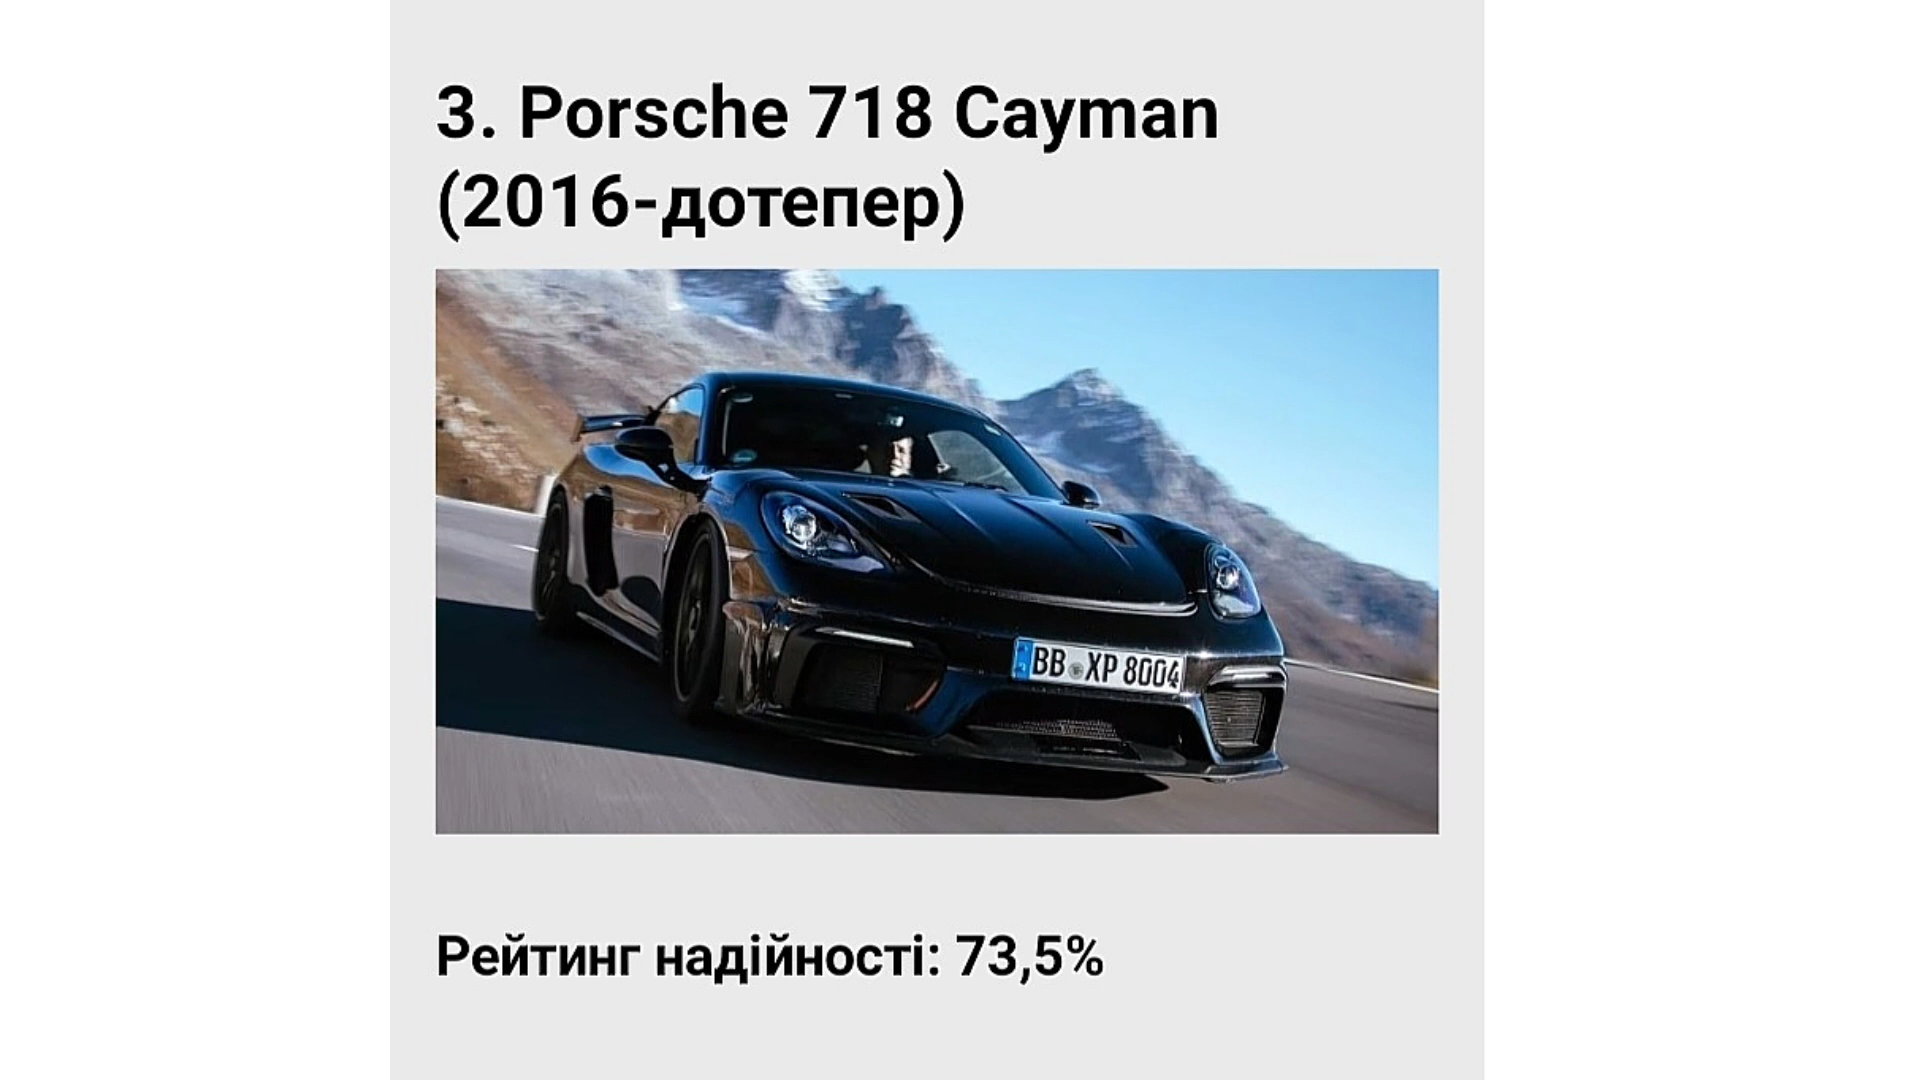 3. Porsche 718 Cayman
(2016-дотепер)
BB XP 8004
Рейтинг надійності: 73,5%